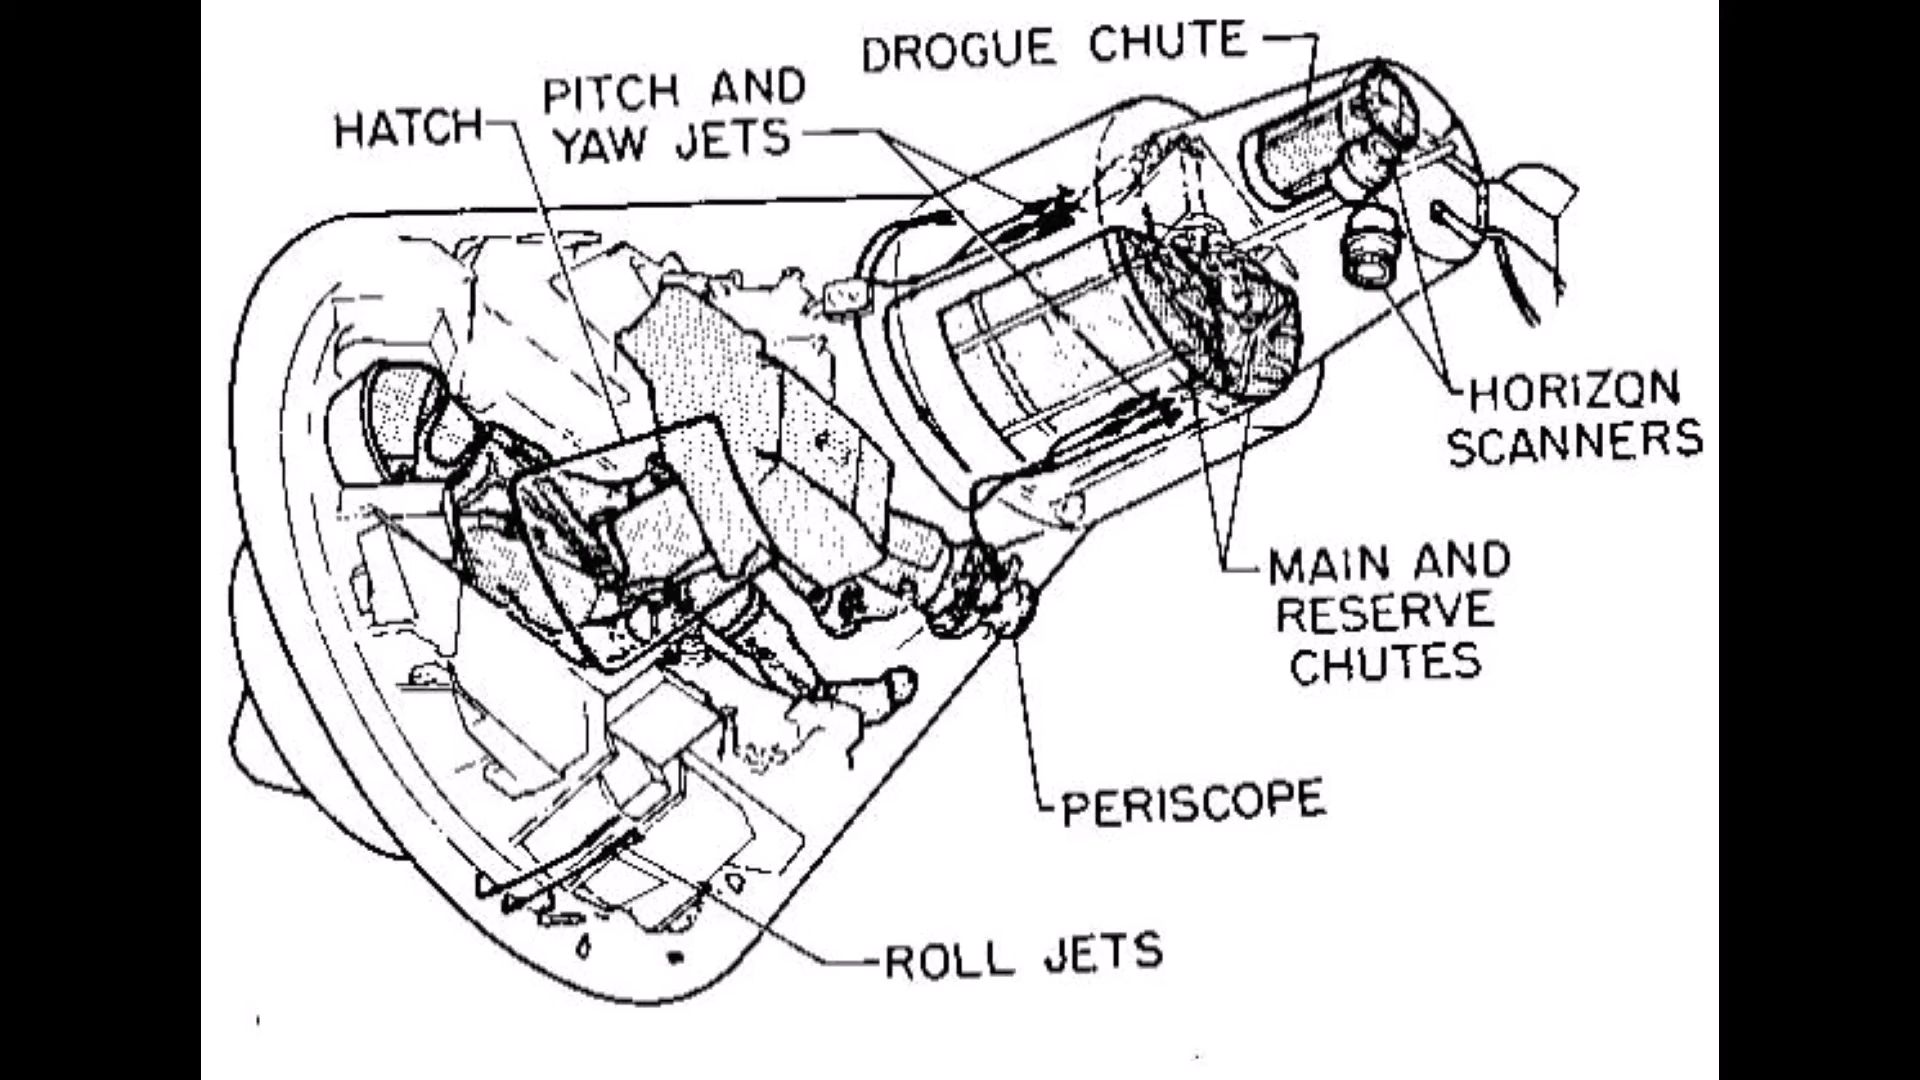 DROGUE CHUTE
PITCH AND
YAW JETS
HATCH
HORIZON
SCANNERS
MAIN AND
RESERVE
CHUTES
PERISCOPE
ROLL JETS